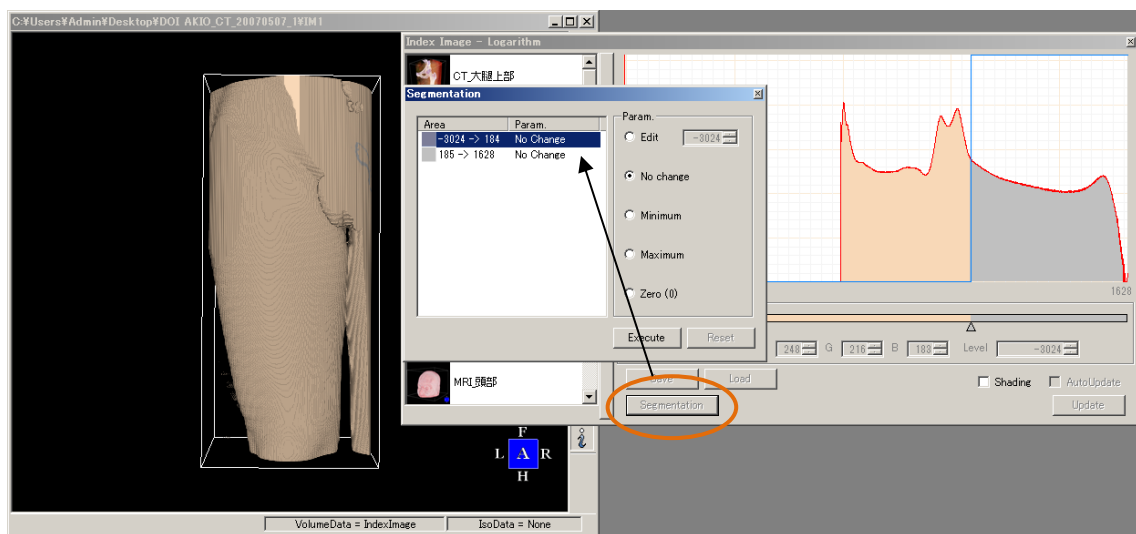 C:¥Users¥Admin¥Desktop¥DOI AKIO_CT_20070507_1¥IM1
Index Image - Logarithm
CT_大腿上部
Segmentation
Area Param.
-3024 -> 184 No Change
185 -> 1628 No Change
Param.
Edit -3024
No change
Minimum
Maximum
Zero (0)
Execute Reset
1628
248 G 216 B 183 Level -3024
MRI_頭部
Save Load
Shading AutoUpdate
Segmentation
Update
F
L A R
H
VolumeData = IndexImage IsoData = None